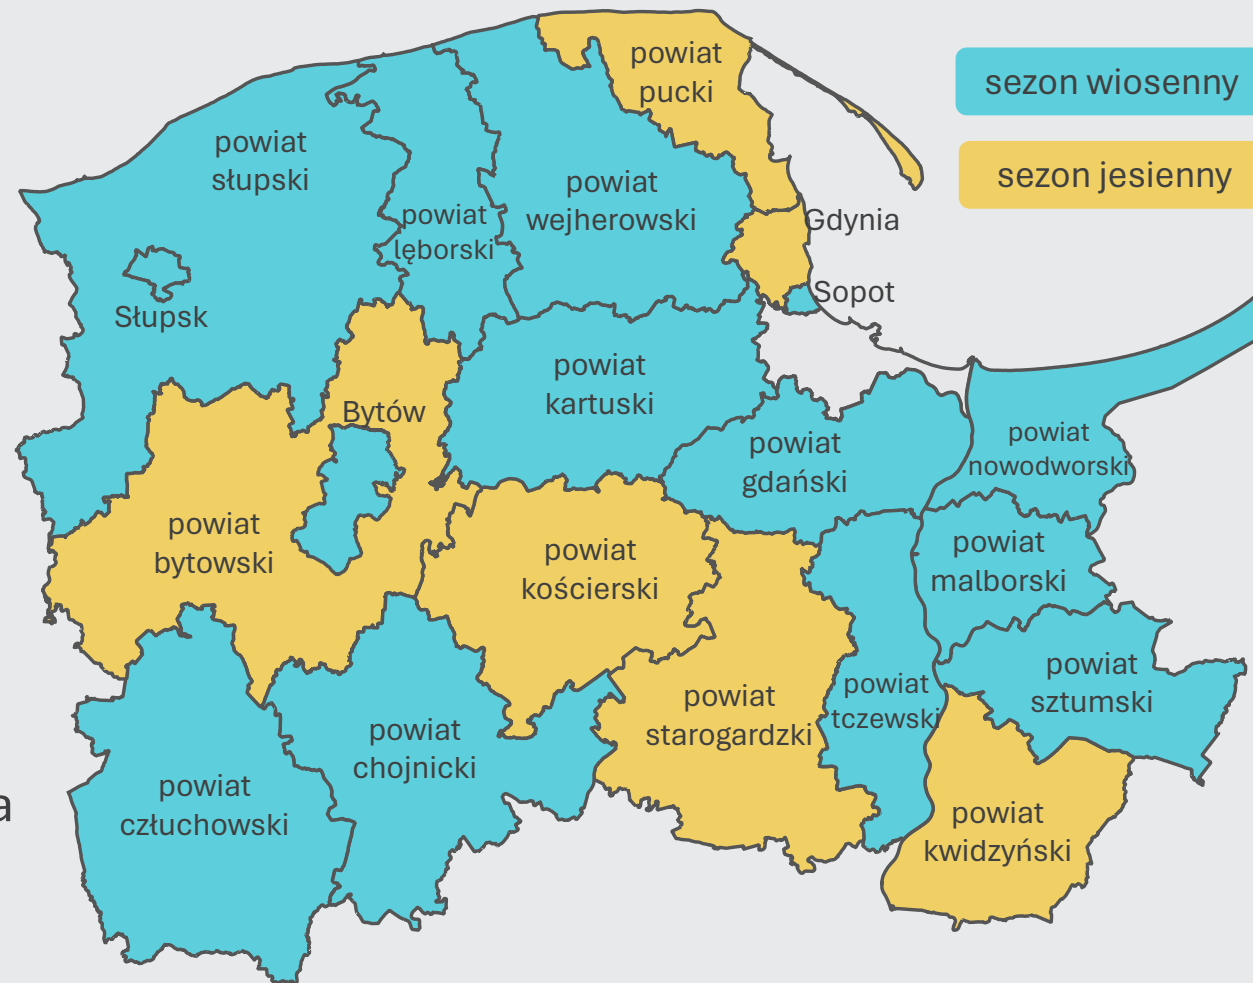 powiat
pucki
sezon wiosenny
sezon jesienny
powiat
słupski
powiat
wejherowski
powiat
lęborski
Gdynia
Sopot
Słupsk
powiat
kartuski
Bytów
powiat
gdański
powiat
nowodworski
powiat
bytowski
powiat
kościerski
powiat
malborski
powiat
sztumski
powiat
starogardzki
powiat
tczewski
powiat
chojnicki
powiat
człuchowski
a
powiat
kwidzyński